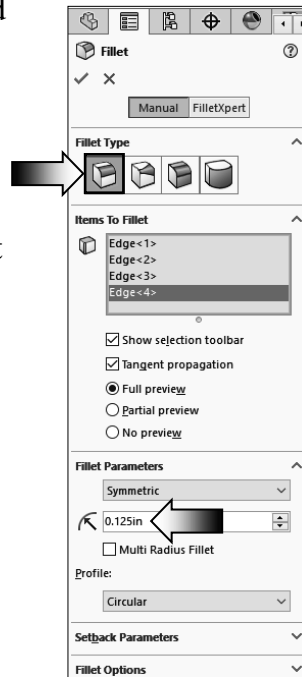 d
Fillet
Manual FilletXpert
Fillet Type
t
Items To Fillet
Edge<1>
Edge<2>
Edge<3>
Edge<4>
Show selection toolbar
Tangent propagation
Full preview
Partial preview
No preview
Fillet Parameters
Symmetric
0.125in
Multi Radius Fillet
Profile:
Circular
Setback Parameters
Fillet Options